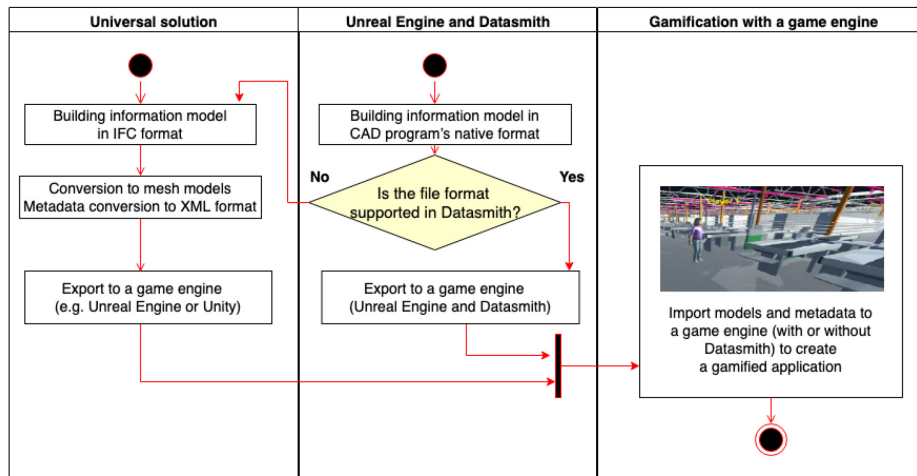 Universal solution
Unreal Engine and Datasmith
Gamification with a game engine
Building information model
in IFC format
Conversion to mesh models
Metadata conversion to XML format
Export to a game engine
(e.g. Unreal Engine or Unity)
Building information model in
CAD program's native format
No
Yes
Is the file format
supported in Datasmith?
Export to a game engine
(Unreal Engine and Datasmith)
Import models and metadata to
a game engine (with or without
Datasmith) to create
a gamified application